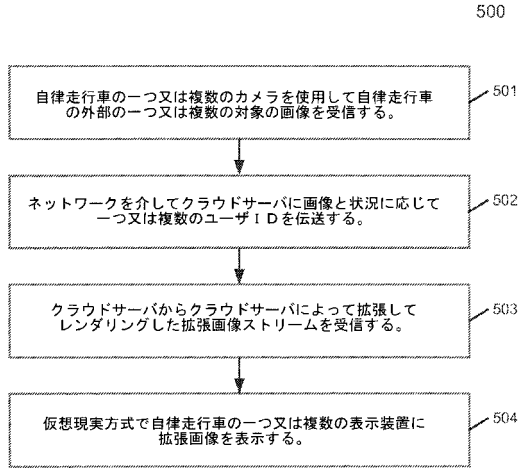 500
自律走行車の一つ又は複数のカメラを使用して自律走行車
の外部の一つ又は複数の対象の画像を受信する。
501
ネットワークを介してクラウドサーバに画像と状況に応じて
一つ又は複数のユーザIDを伝送する。
502
クラウドサーバからクラウドサーバによって拡張して
レンダリングした拡張画像ストリームを受信する。
503
仮想現実方式で自律走行車の一つ又は複数の表示装置に
拡張画像を表示する。
504